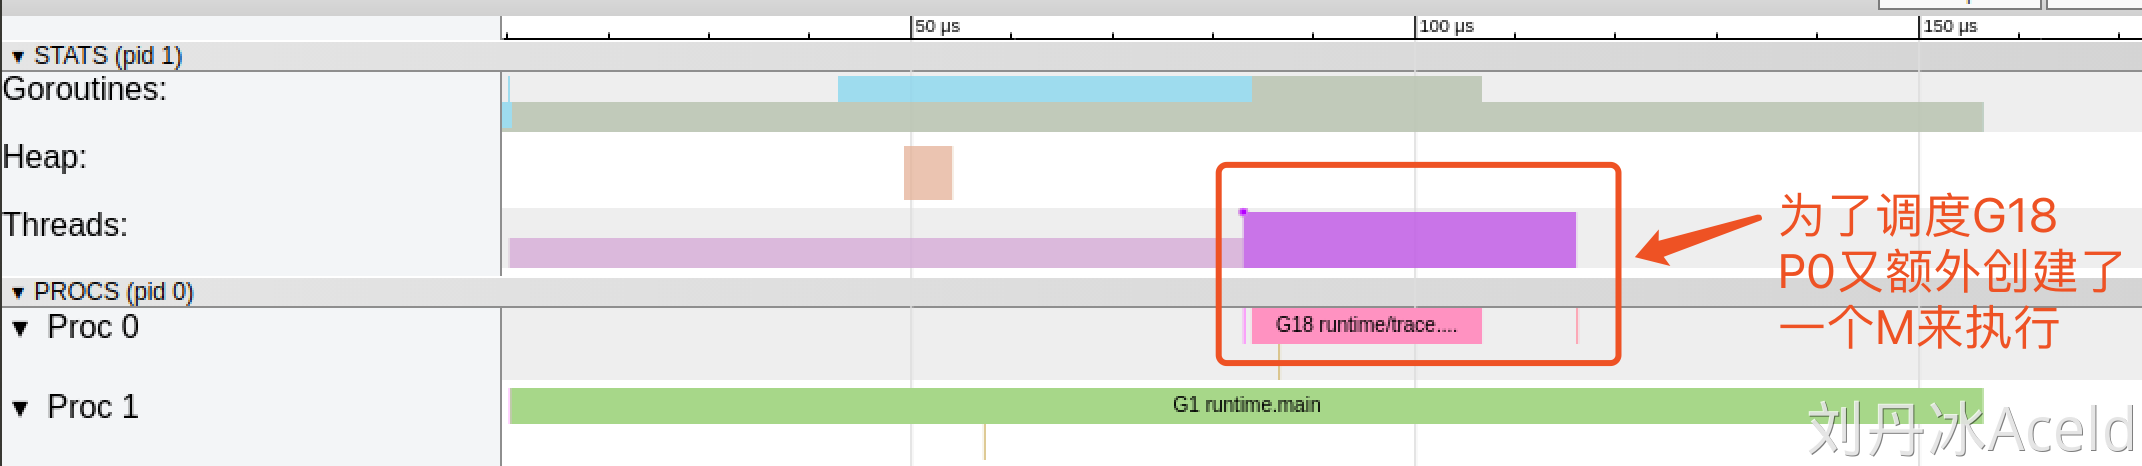 50 μs
100 μs
150 μs
▼ STATS (pid 1)
Goroutines:
Heap:
Threads:
▼ PROCS (pid 0)
▼ Proc 0
G18 runtime/trace....
▼ Proc 1
G1 runtime.main
为了调度G18
P0又额外创建了
一个M来执行
刘丹冰Aceld